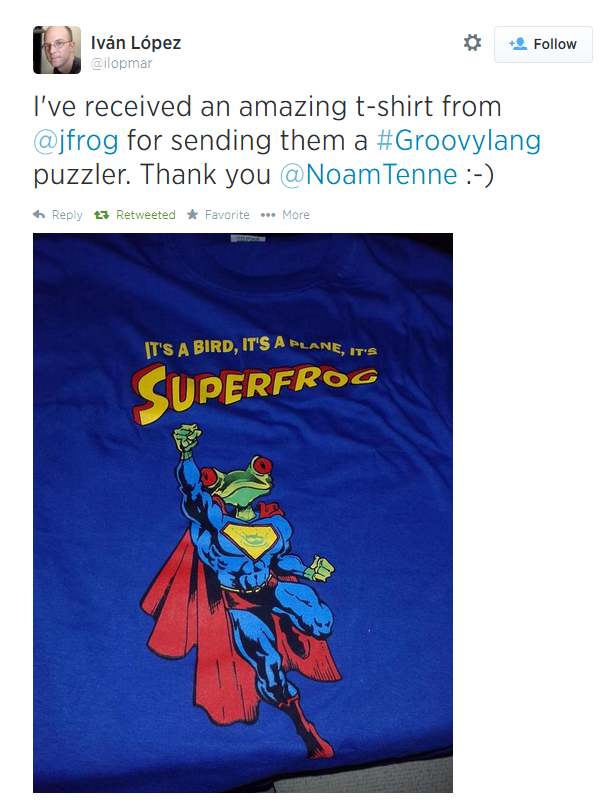 Iván López
@ilopmar
Follow
I've received an amazing t-shirt from
@jfrog for sending them a #Groovylang
puzzler. Thank you @NoamTenne :-)
Reply Retweeted Favorite More
IT'S A BIRD, IT'S A PLANE, IT'S
SUPERFROG